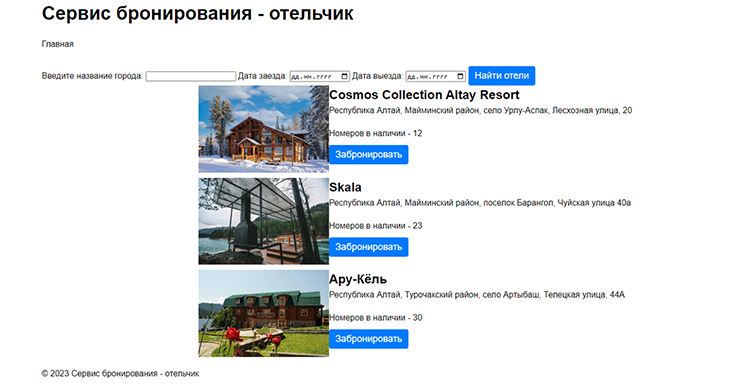 Сервис бронирования - отельчик
Главная
Введите название города: Дата заезда: дд.мм.гггг Дата выезда: дд.мм.гггг Найти отели
Cosmos Collection Altay Resort
Республика Алтай, Майминский район, село Урлу-Аспак, Лесхозная улица, 20
Номеров в наличии - 12
Забронировать
Skala
Республика Алтай, Майминский район, поселок Барангол, Чуйская улица 40а
Номеров в наличии - 23
Забронировать
Ару-Кёль
Республика Алтай, Турочакский район, село Артыбаш, Телецкая улица, 44А
Номеров в наличии - 30
Забронировать
© 2023 Сервис бронирования - отельчик